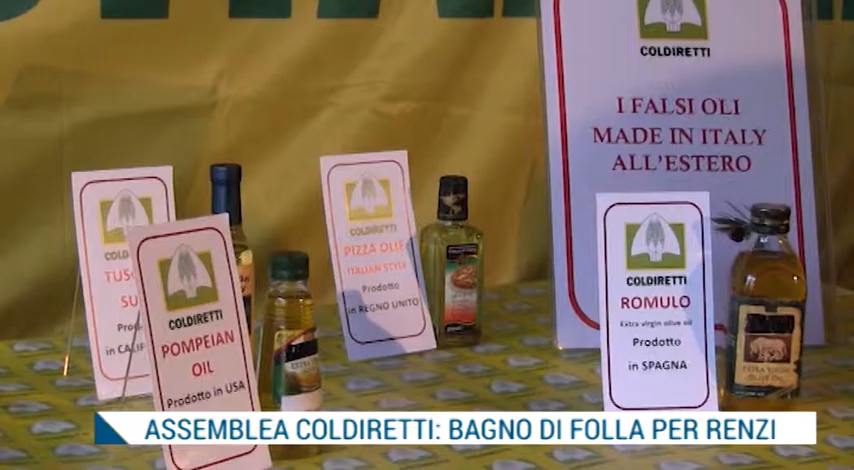 COLDIRETTI
I FALSI OLI
MADE IN ITALY
ALL'ESTERO
COLDIRETTI
PIZZA OLIE
ITALIAN STYLE
Prodotto
in REGNO UNITO
COLDIRETTI
ROMULO
Extra virgin olive oil
Prodotto
in SPAGNA
COLDIRETTI
POMPEIAN
OIL
Prodotto in USA
ASSEMBLEA COLDIRETTI: BAGNO DI FOLLA PER RENZI